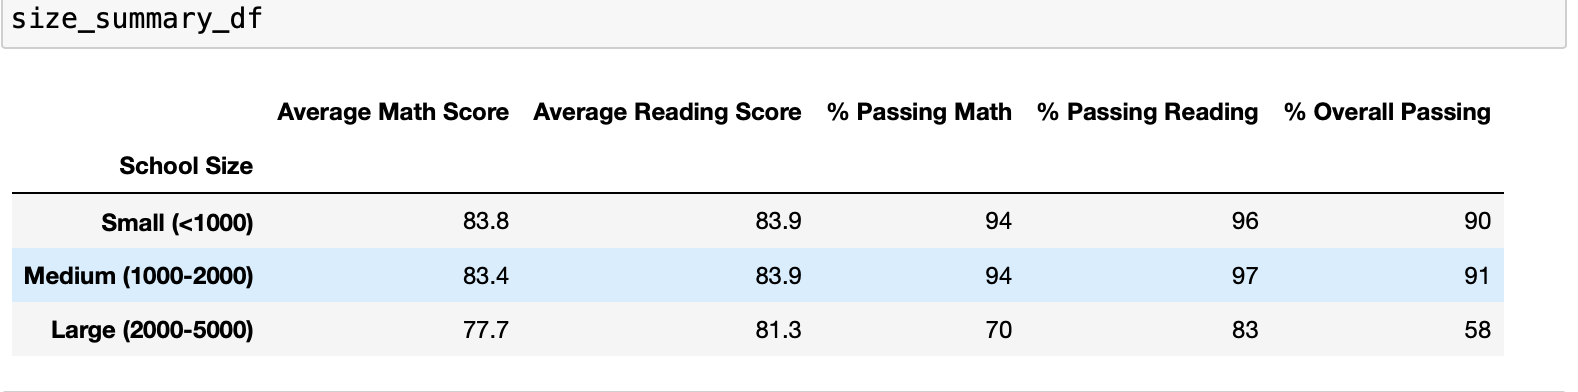 size_summary_df
Average Math Score Average Reading Score % Passing Math % Passing Reading % Overall Passing
School Size
Small (<1000) 83.8 83.9 94 96 90
Medium (1000-2000) 83.4 83.9 94 97 91
Large (2000-5000) 77.7 81.3 70 83 58